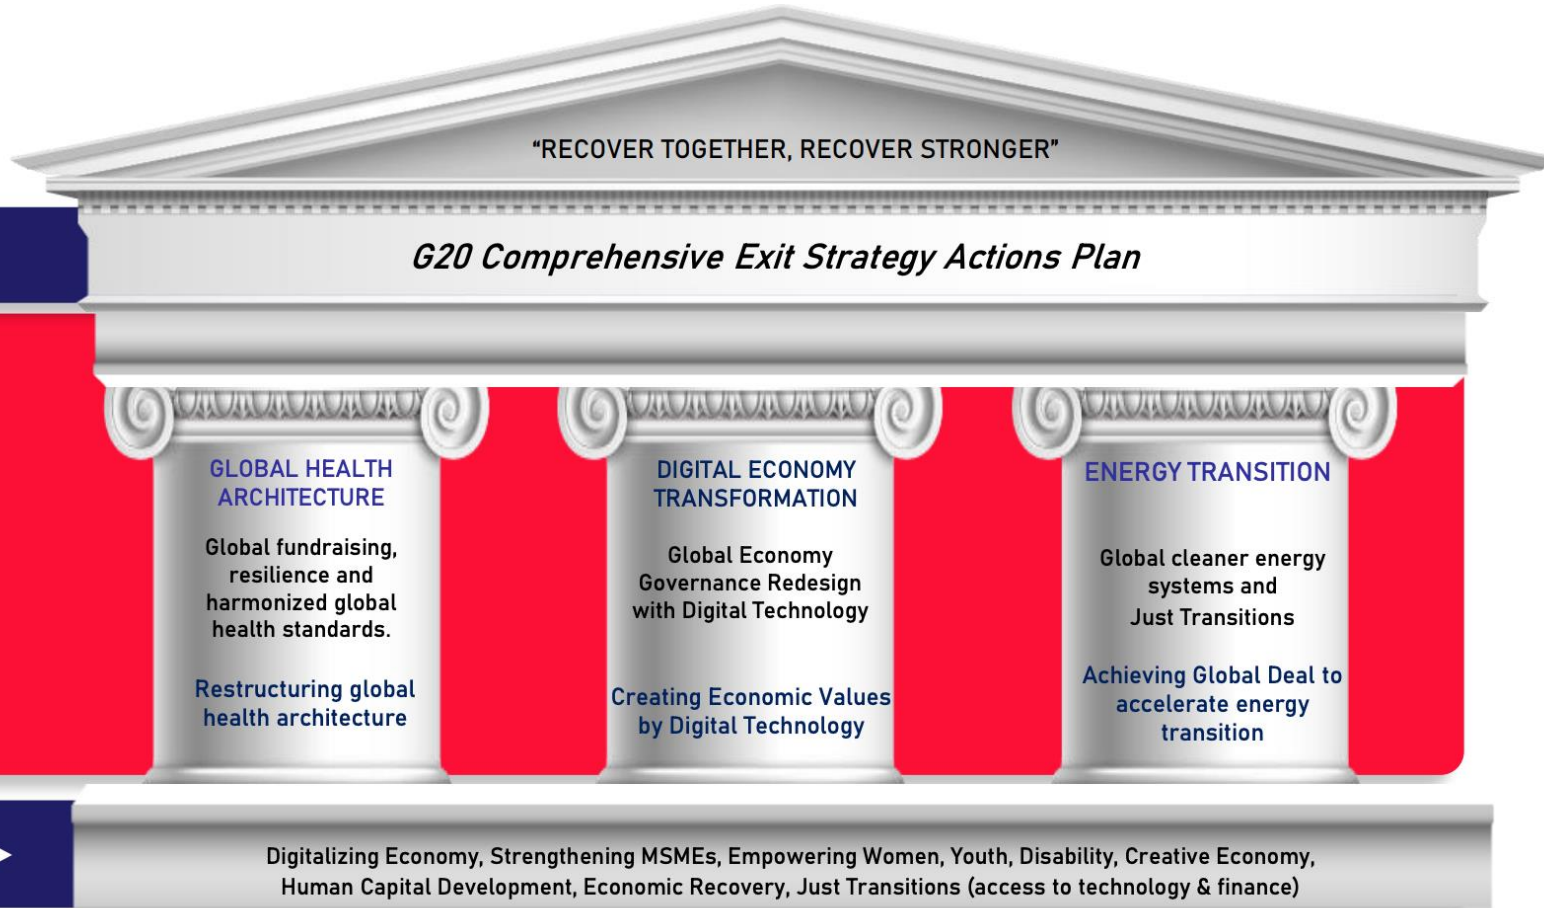 “RECOVER TOGETHER, RECOVER STRONGER”
G20 Comprehensive Exit Strategy Actions Plan
GLOBAL HEALTH
ARCHITECTURE
Global fundraising,
resilience and
harmonized global
health standards.
Restructuring global
health architecture
DIGITAL ECONOMY
TRANSFORMATION
Global Economy
Governance Redesign
with Digital Technology
Creating Economic Values
by Digital Technology
ENERGY TRANSITION
Global cleaner energy
systems and
Just Transitions
Achieving Global Deal to
accelerate energy
transition
Digitalizing Economy, Strengthening MSMEs, Empowering Women, Youth, Disability, Creative Economy,
Human Capital Development, Economic Recovery, Just Transitions (access to technology & finance)